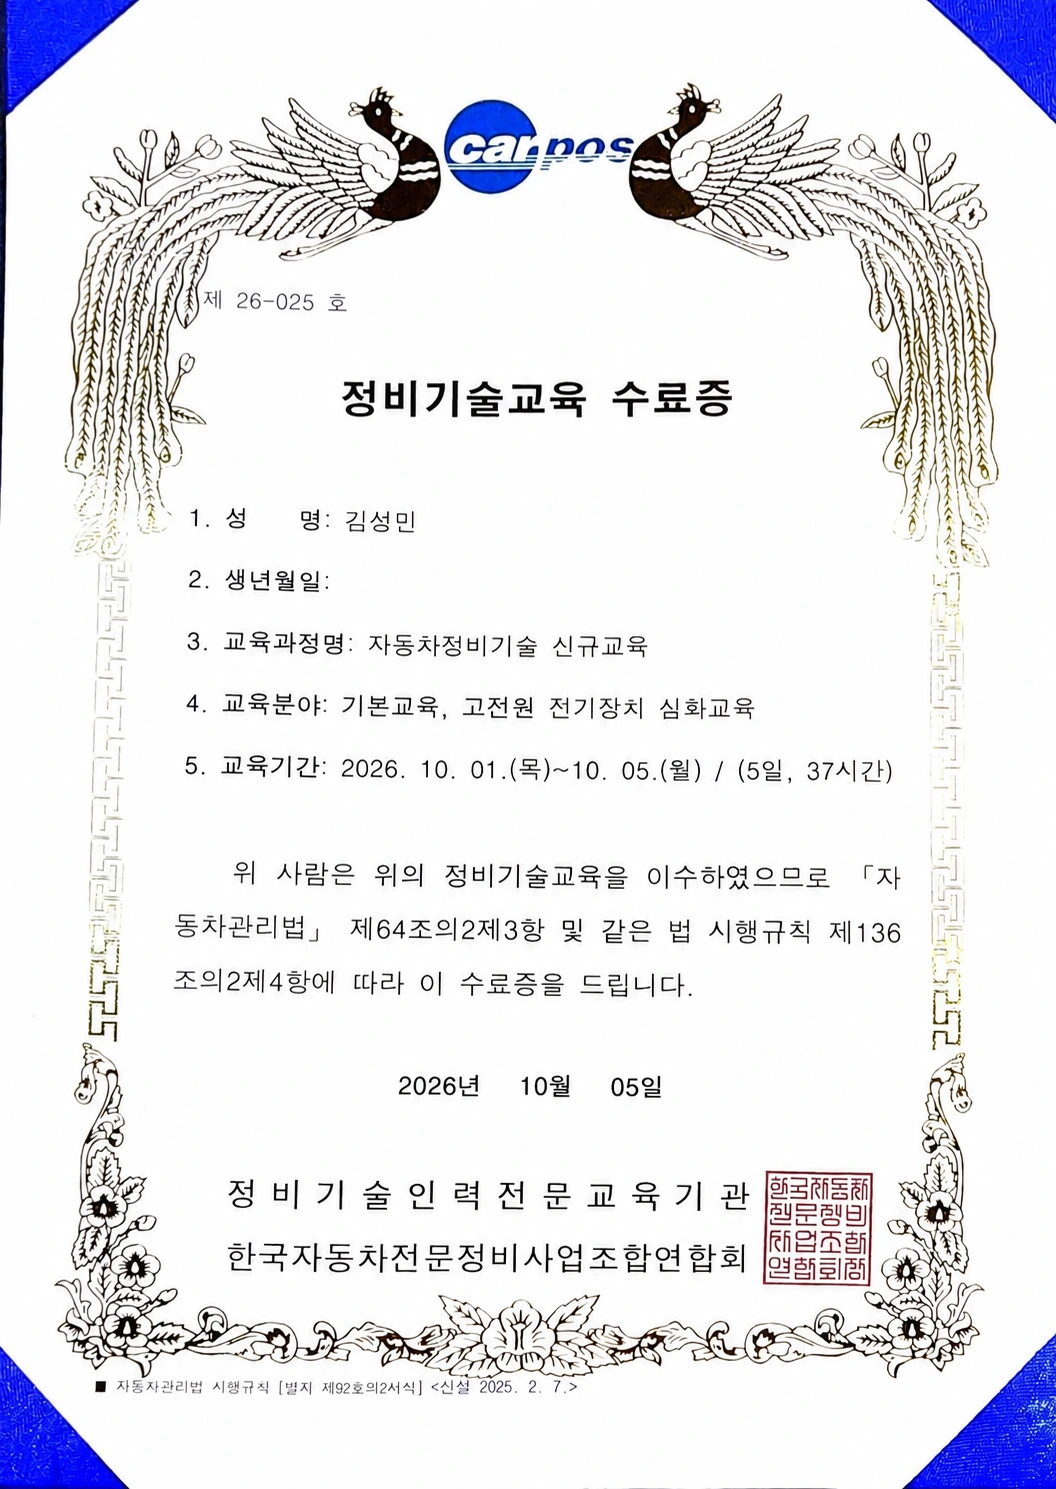 carpos
제 26-025 호
정비기술교육 수료증
1. 성 명: 김성민
2. 생년월일:
3. 교육과정명: 자동차정비기술 신규교육
4. 교육분야: 기본교육, 고전원 전기장치 심화교육
5. 교육기간: 2026. 10. 01.(목)~10. 05.(월) / (5일, 37시간)
위 사람은 위의 정비기술교육을 이수하였으므로 「자
동차관리법」 제64조의2제3항 및 같은 법 시행규칙 제136
조의2제4항에 따라 이 수료증을 드립니다.
2026년 10월 05일
정비기술인력전문교육기관
한국자동차전문정비사업조합연합회
■ 자동자관리법 시행규칙 [별지 제92호의2서식] <신설 2025. 2. 7.>